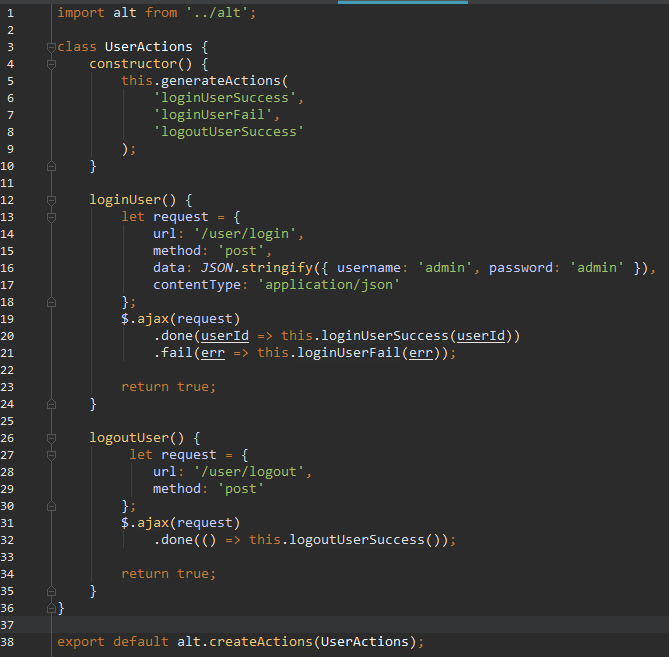 1 import alt from '../alt';
2
3 class UserActions {
4     constructor() {
5         this.generateActions(
6             'loginUserSuccess',
7             'loginUserFail',
8             'logoutUserSuccess'
9         );
10     }
11
12     loginUser() {
13         let request = {
14             url: '/user/login',
15             method: 'post',
16             data: JSON.stringify({ username: 'admin', password: 'admin' }),
17             contentType: 'application/json'
18         };
19         $.ajax(request)
20             .done(userId => this.loginUserSuccess(userId))
21             .fail(err => this.loginUserFail(err));
22
23         return true;
24     }
25
26     logoutUser() {
27          let request = {
28             url: '/user/logout',
29             method: 'post'
30         };
31         $.ajax(request)
32             .done(() => this.logoutUserSuccess());
33
34         return true;
35     }
36 }
37
38 export default alt.createActions(UserActions);